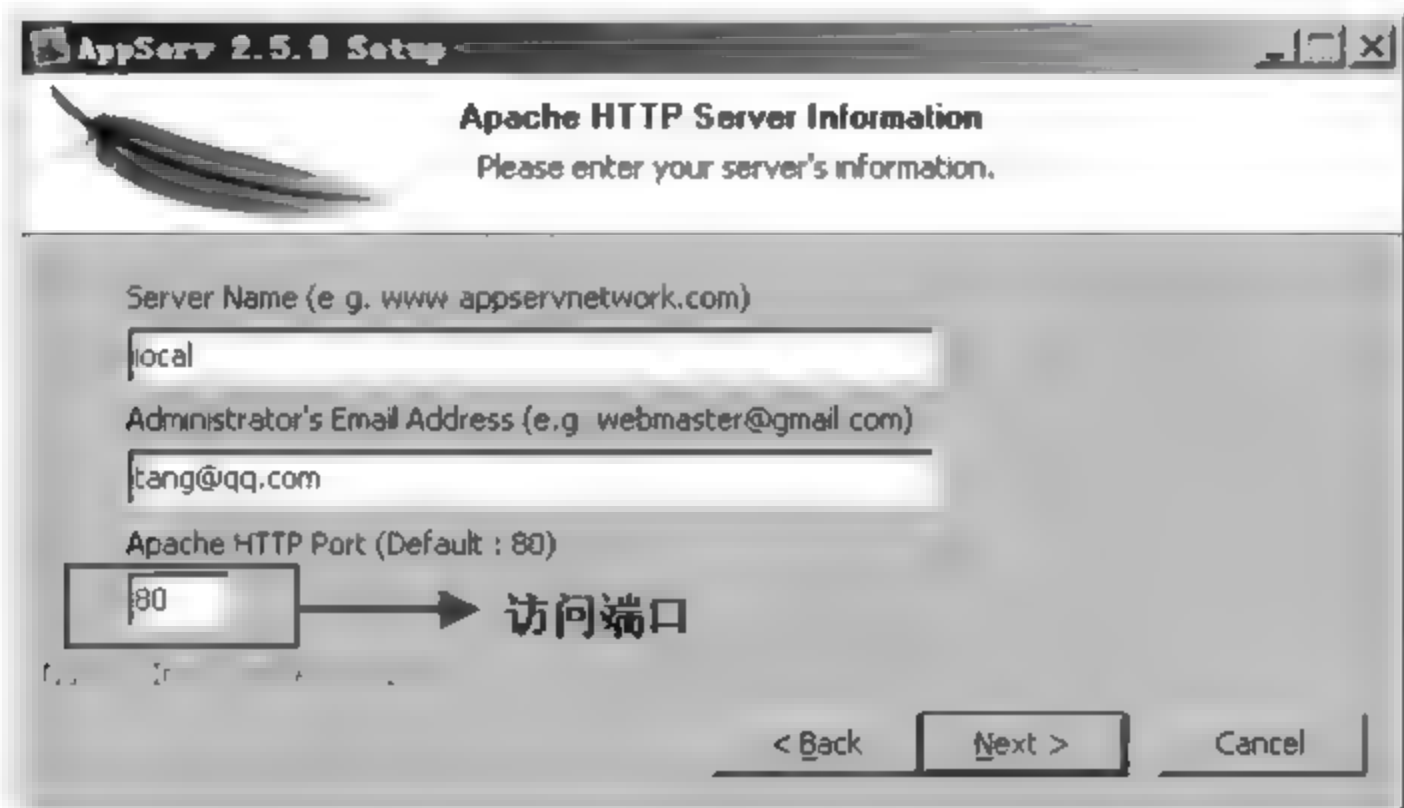 AppServ 2.5.9 Setup
Apache HTTP Server Information
Please enter your server's information.
Server Name (e g. www appservnetwork.com)
local
Administrator's Email Address (e.g webmaster@gmail com)
tang@qq.com
Apache HTTP Port (Default : 80)
80
访问端口
< Back
Next >
Cancel